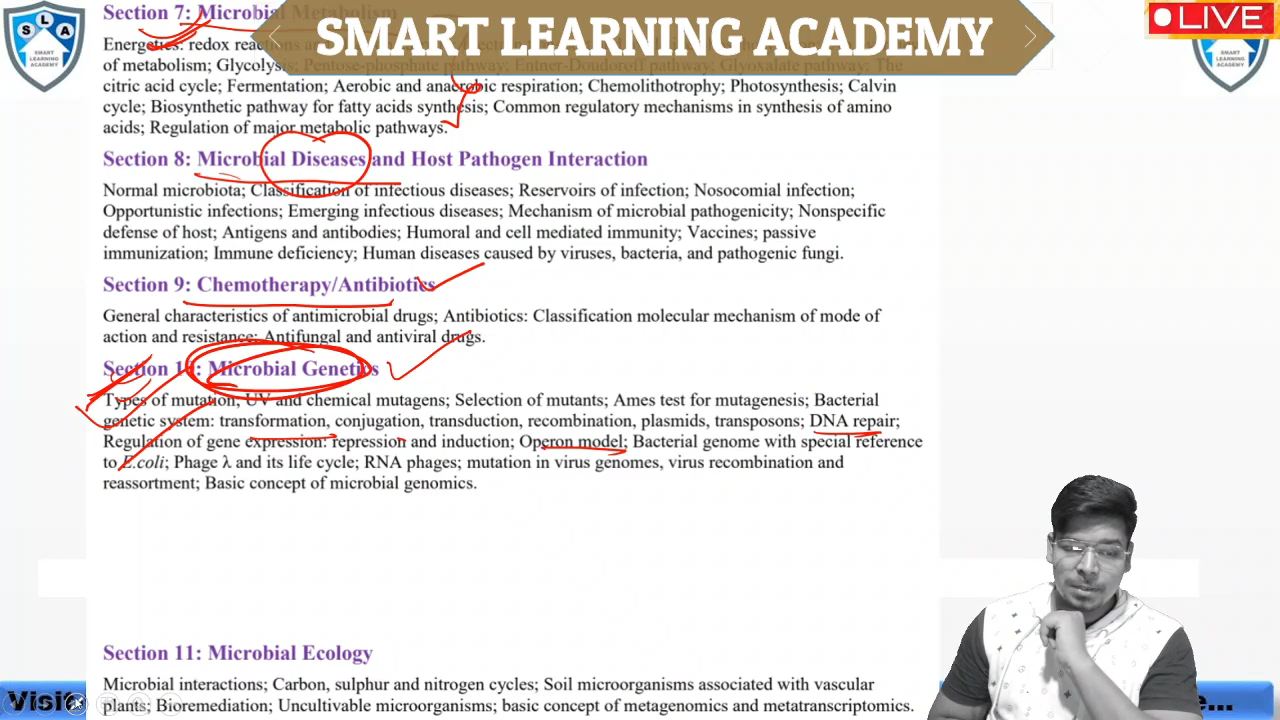 SMART LEARNING ACADEMY
LIVE
S L A
SMART
LEARNING
ACADEMY
SMART
LEARNING
ACADEMY
Section 7: Microbial Metabolism
Energetics: redox reactions
of metabolism; Glycolysis; Pentose-phosphate pathway; Entner-Doudoroff pathway; Glyoxalate pathway; The
citric acid cycle; Fermentation; Aerobic and anaerobic respiration; Chemolithotrophy; Photosynthesis; Calvin
cycle; Biosynthetic pathway for fatty acids synthesis; Common regulatory mechanisms in synthesis of amino
acids; Regulation of major metabolic pathways.
Section 8: Microbial Diseases and Host Pathogen Interaction
Normal microbiota; Classification of infectious diseases; Reservoirs of infection; Nosocomial infection;
Opportunistic infections; Emerging infectious diseases; Mechanism of microbial pathogenicity; Nonspecific
defense of host; Antigens and antibodies; Humoral and cell mediated immunity; Vaccines; passive
immunization; Immune deficiency; Human diseases caused by viruses, bacteria, and pathogenic fungi.
Section 9: Chemotherapy/Antibiotics
General characteristics of antimicrobial drugs; Antibiotics: Classification molecular mechanism of mode of
action and resistance; Antifungal and antiviral drugs.
Section 10: Microbial Genetics
Types of mutation; UV and chemical mutagens; Selection of mutants; Ames test for mutagenesis; Bacterial
genetic system: transformation, conjugation, transduction, recombination, plasmids, transposons; DNA repair;
Regulation of gene expression: repression and induction; Operon model; Bacterial genome with special reference
to E.coli; Phage λ and its life cycle; RNA phages; mutation in virus genomes, virus recombination and
reassortment; Basic concept of microbial genomics.
Section 11: Microbial Ecology
Microbial interactions; Carbon, sulphur and nitrogen cycles; Soil microorganisms associated with vascular
plants; Bioremediation; Uncultivable microorganisms; basic concept of metagenomics and metatranscriptomics.
Visit